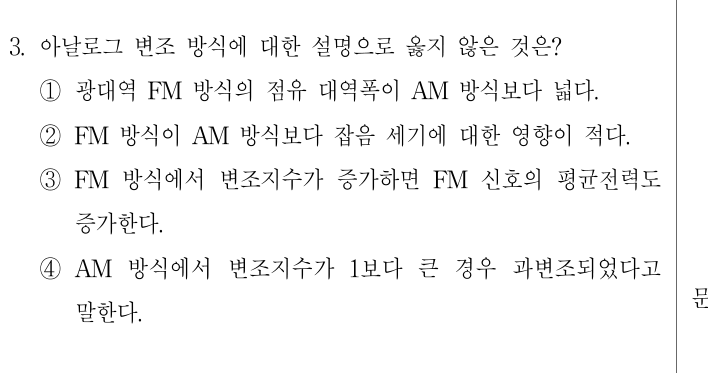 3. 아날로그 변조 방식에 대한 설명으로 옳지 않은 것은?
① 광대역 FM 방식의 점유 대역폭이 AM 방식보다 넓다.
② FM 방식이 AM 방식보다 잡음 세기에 대한 영향이 적다.
③ FM 방식에서 변조지수가 증가하면 FM 신호의 평균전력도
증가한다.
④ AM 방식에서 변조지수가 1보다 큰 경우 과변조되었다고
말한다.
문